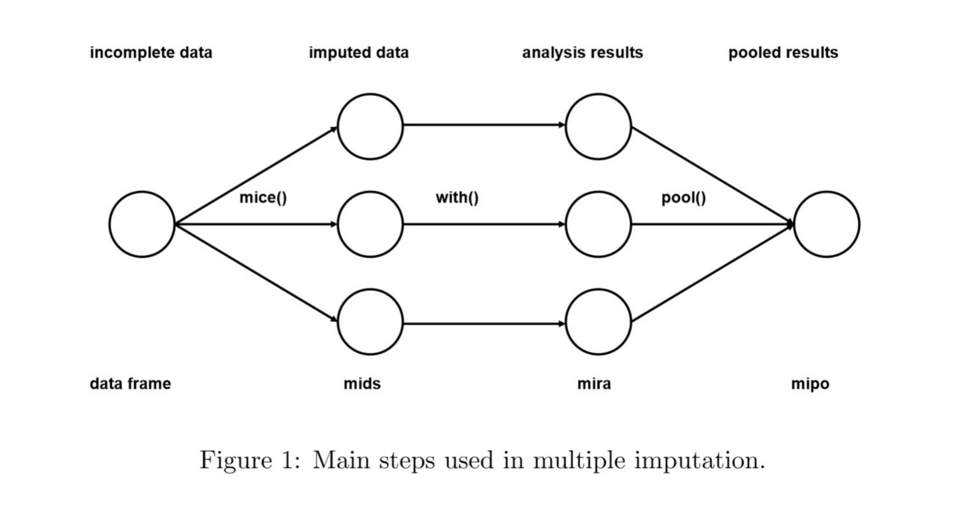 incomplete data imputed data analysis results pooled results
mice() with() pool()
data frame mids mira mipo
Figure 1: Main steps used in multiple imputation.